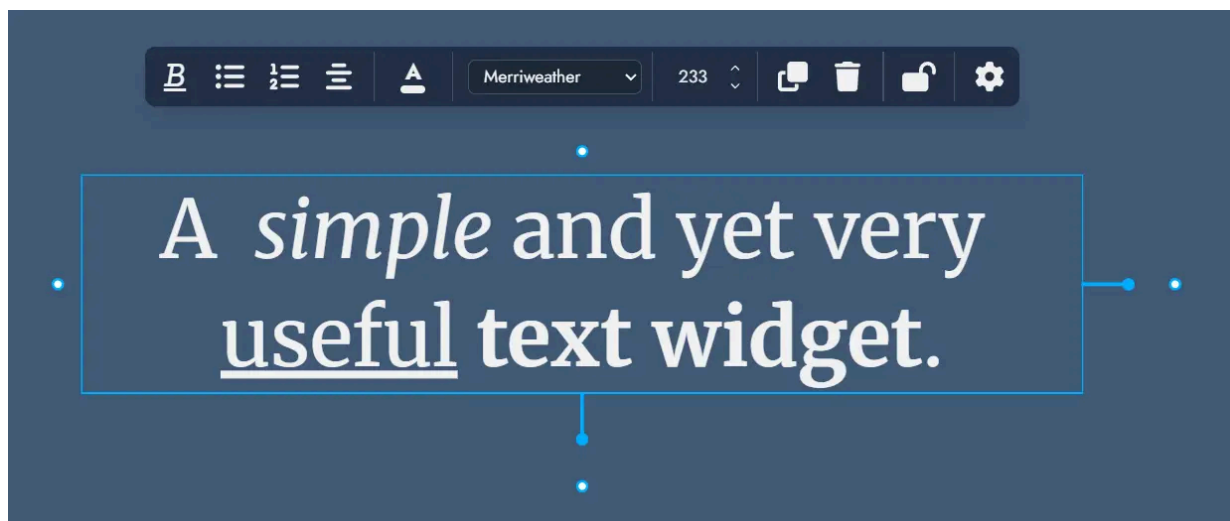 B
A
Merriweather
233
A simple and yet very
useful text widget.